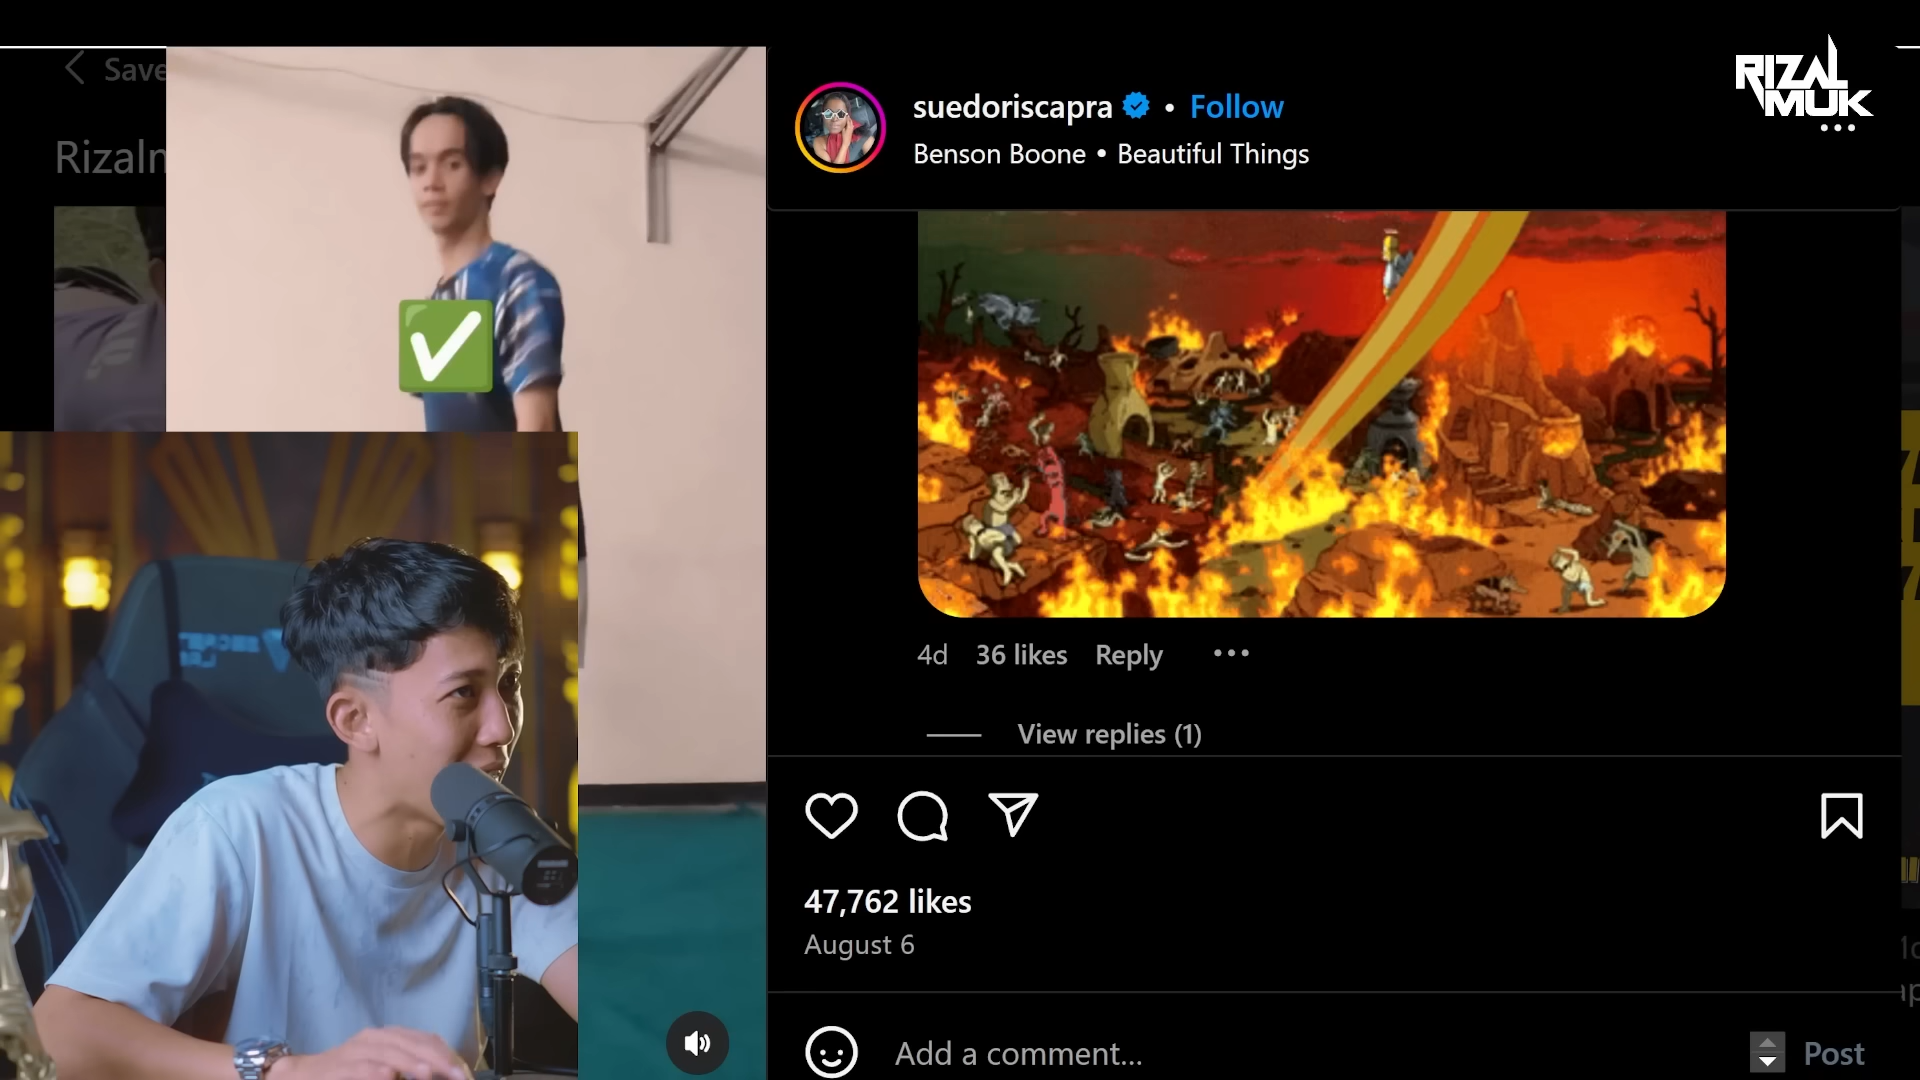 Save
Rizalm
RIZAL
MUK
suedoriscapra • Follow
Benson Boone • Beautiful Things
4d 36 likes Reply
View replies (1)
47,762 likes
August 6
Add a comment...
Post